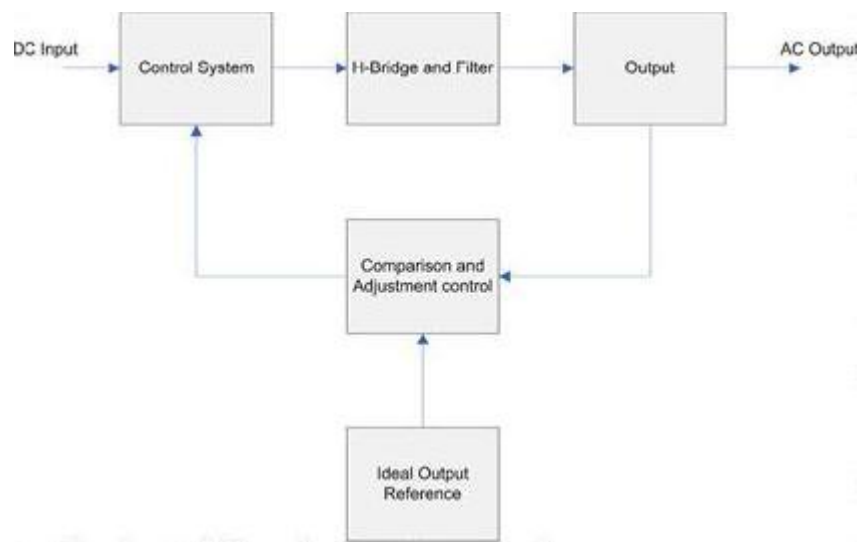 DC Input
Control System
H-Bridge and Filter
Output
AC Output
Comparison and
Adjustment control
Ideal Output
Reference